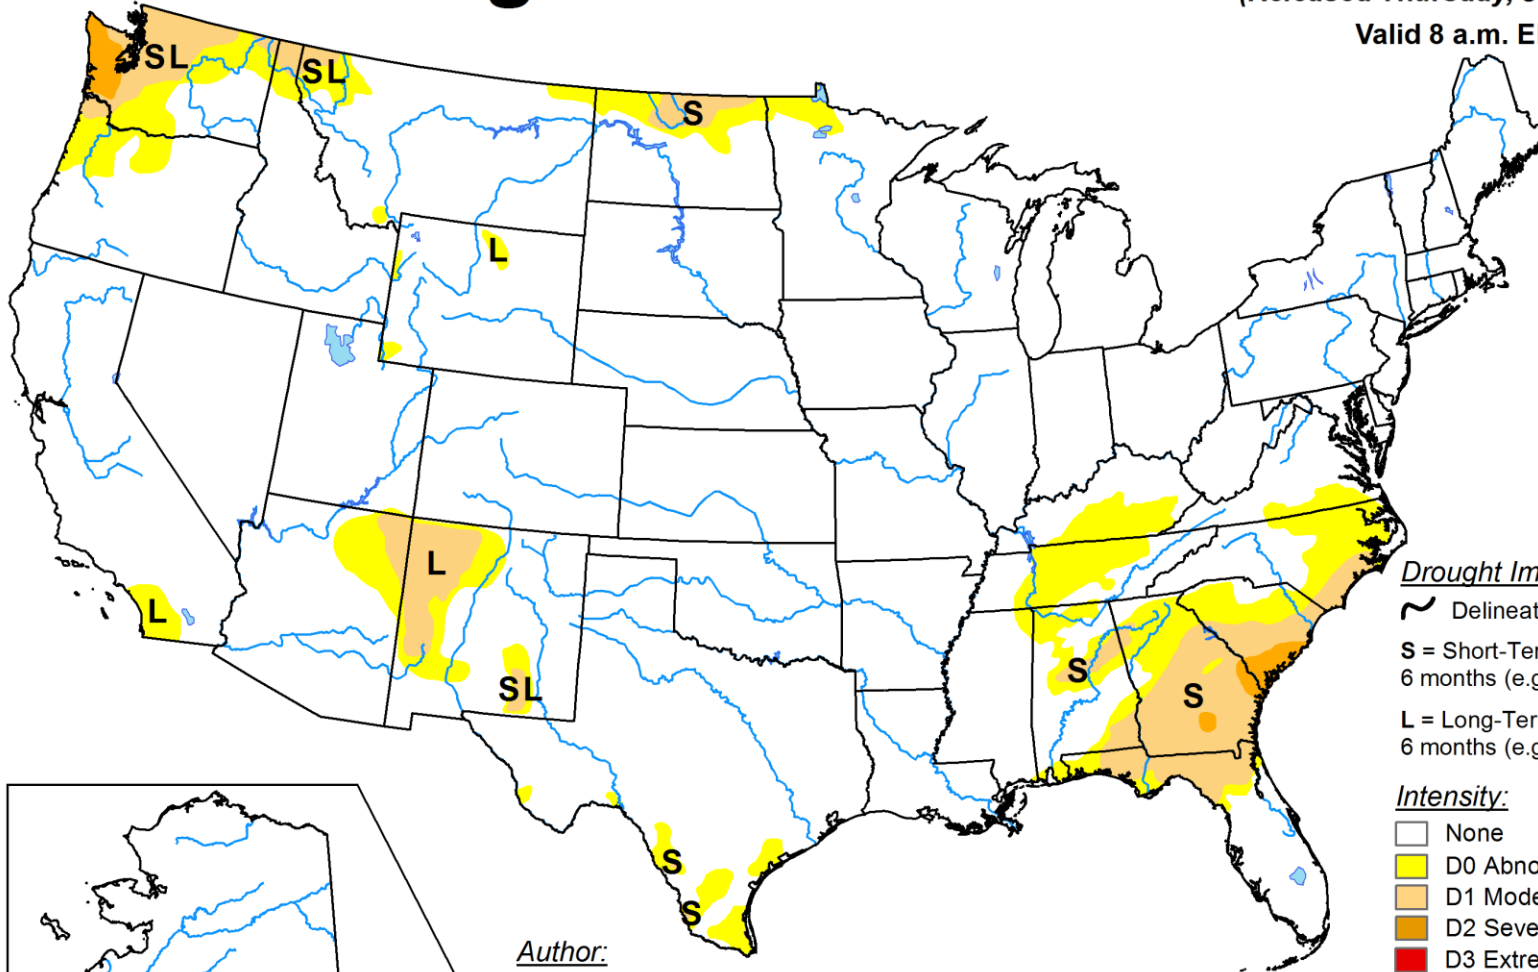 Valid 8 a.m. E
SL
SL
S
L
L
L
SL
S
S
S
S
Drought Im
Delineat
S = Short-Ter
6 months (e.g
L = Long-Ter
6 months (e.g
Intensity:
None
D0 Abno
D1 Mode
D2 Seve
D3 Extre
Author: